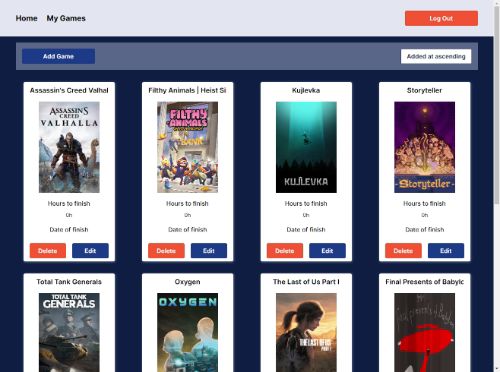 Home My Games Log Out
Add Game Added at ascending
Assassin's Creed Valhal Filthy Animals | Heist Si Kujlevka Storyteller
ASSASSIN'S
CREED
VALHALLA
FILTHY
ANIMALS
BANK
KUJLEVKA
Storyteller
Hours to finish Hours to finish Hours to finish Hours to finish
0h 0h 0h 0h
Date of finish Date of finish Date of finish Date of finish
Delete Edit Delete Edit Delete Edit Delete Edit
Total Tank Generals Oxygen The Last of Us Part I Final Presents of Babylo
TOTAL TANK
GENERALS
OXYGEN
THE LAST OF US
PART I